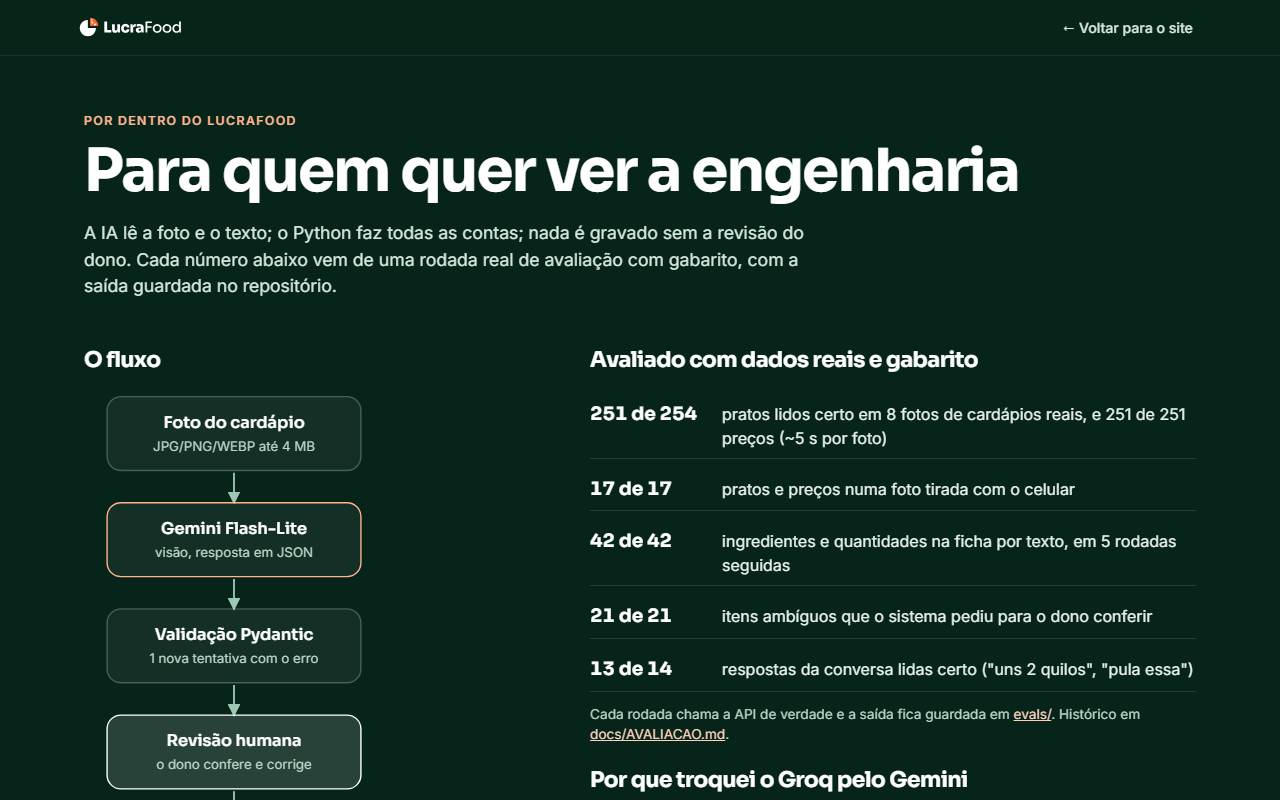 LucraFood
← Voltar para o site
POR DENTRO DO LUCRAFOOD
Para quem quer ver a engenharia
A IA lê a foto e o texto; o Python faz todas as contas; nada é gravado sem a revisão do
dono. Cada número abaixo vem de uma rodada real de avaliação com gabarito, com a
saída guardada no repositório.
O fluxo
Foto do cardápio
JPG/PNG/WEBP até 4 MB
Gemini Flash-Lite
visão, resposta em JSON
Validação Pydantic
1 nova tentativa com o erro
Revisão humana
o dono confere e corrige
Avaliado com dados reais e gabarito
251 de 254 pratos lidos certo em 8 fotos de cardápios reais, e 251 de 251
preços (~5 s por foto)
17 de 17 pratos e preços numa foto tirada com o celular
42 de 42 ingredientes e quantidades na ficha por texto, em 5 rodadas
seguidas
21 de 21 itens ambíguos que o sistema pediu para o dono conferir
13 de 14 respostas da conversa lidas certo ("uns 2 quilos", "pula essa")
Cada rodada chama a API de verdade e a saída fica guardada em evals/. Histórico em
docs/AVALIACAO.md.
Por que troquei o Groq pelo Gemini